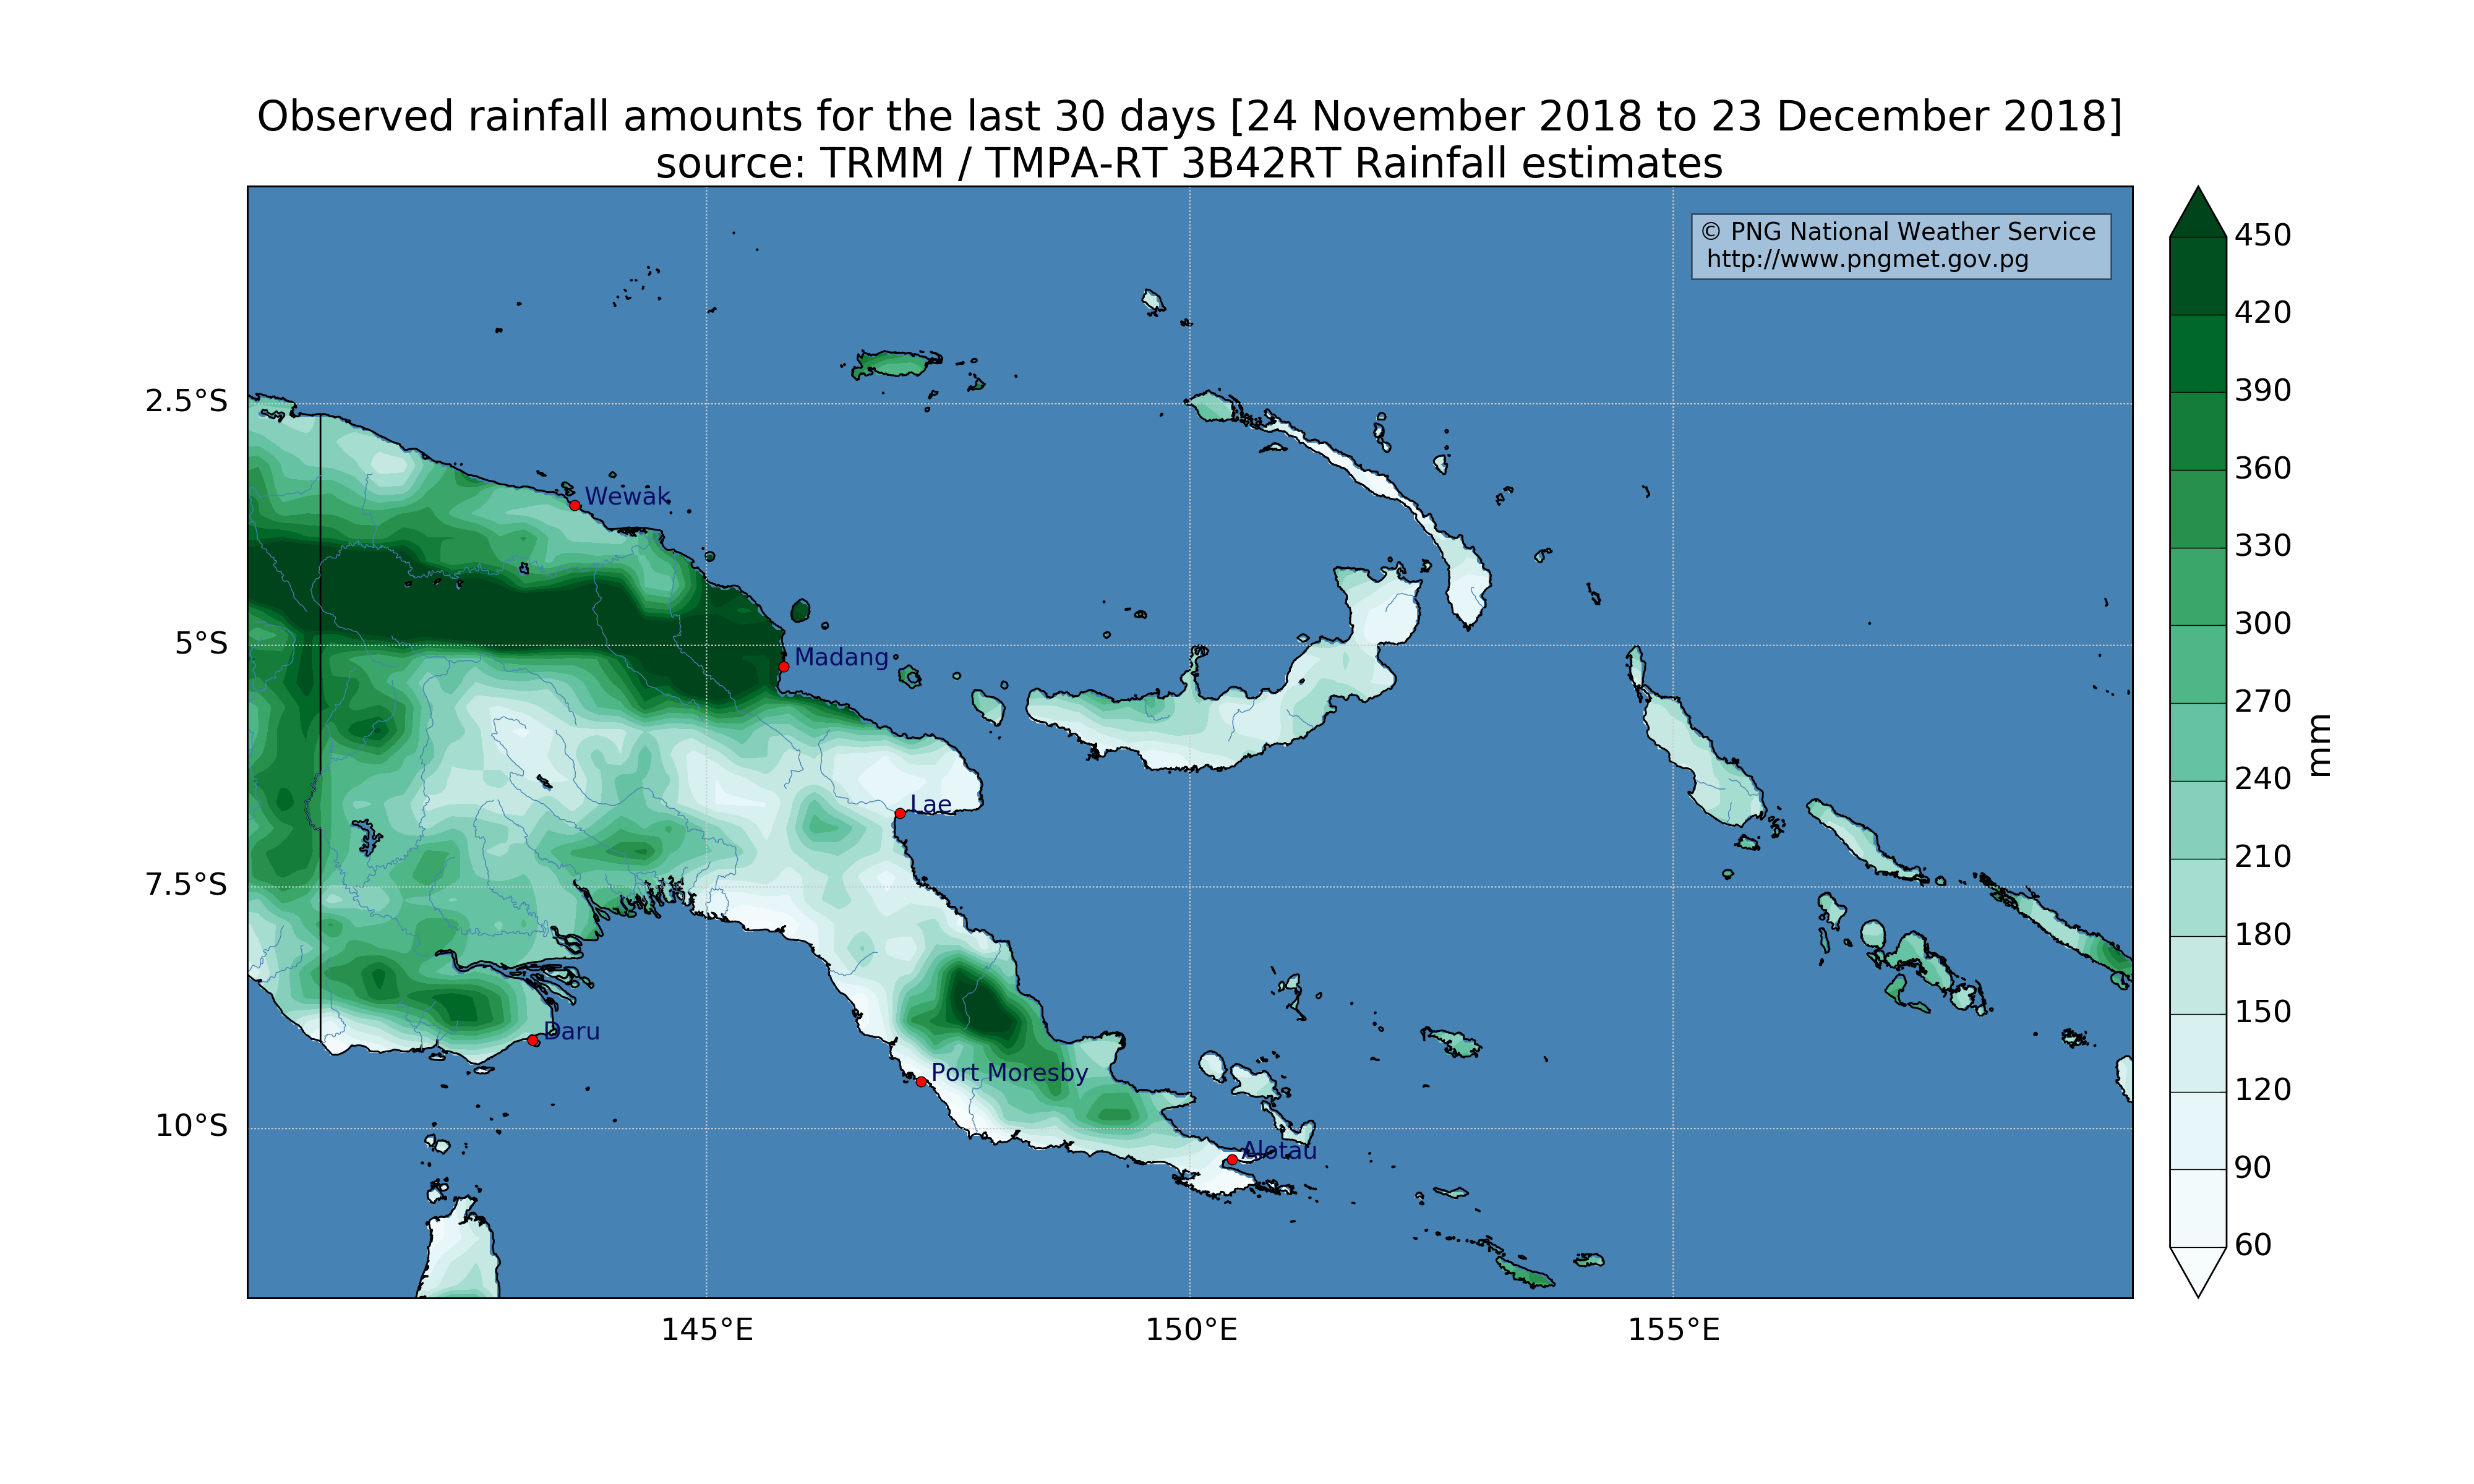 Observed rainfall amounts for the last 30 days [24 November 2018 to 23 December 2018]
source: TRMM / TMPA-RT 3B42RT Rainfall estimates
© PNG National Weather Service
http://www.pngmet.gov.pg
450
420
390
360
330
300
270
240
210
180
150
120
90
60
mm
2.5°S
5°S
7.5°S
10°S
Wewak
Madang
Lae
Daru
Port Moresby
Alotau
145°E
150°E
155°E